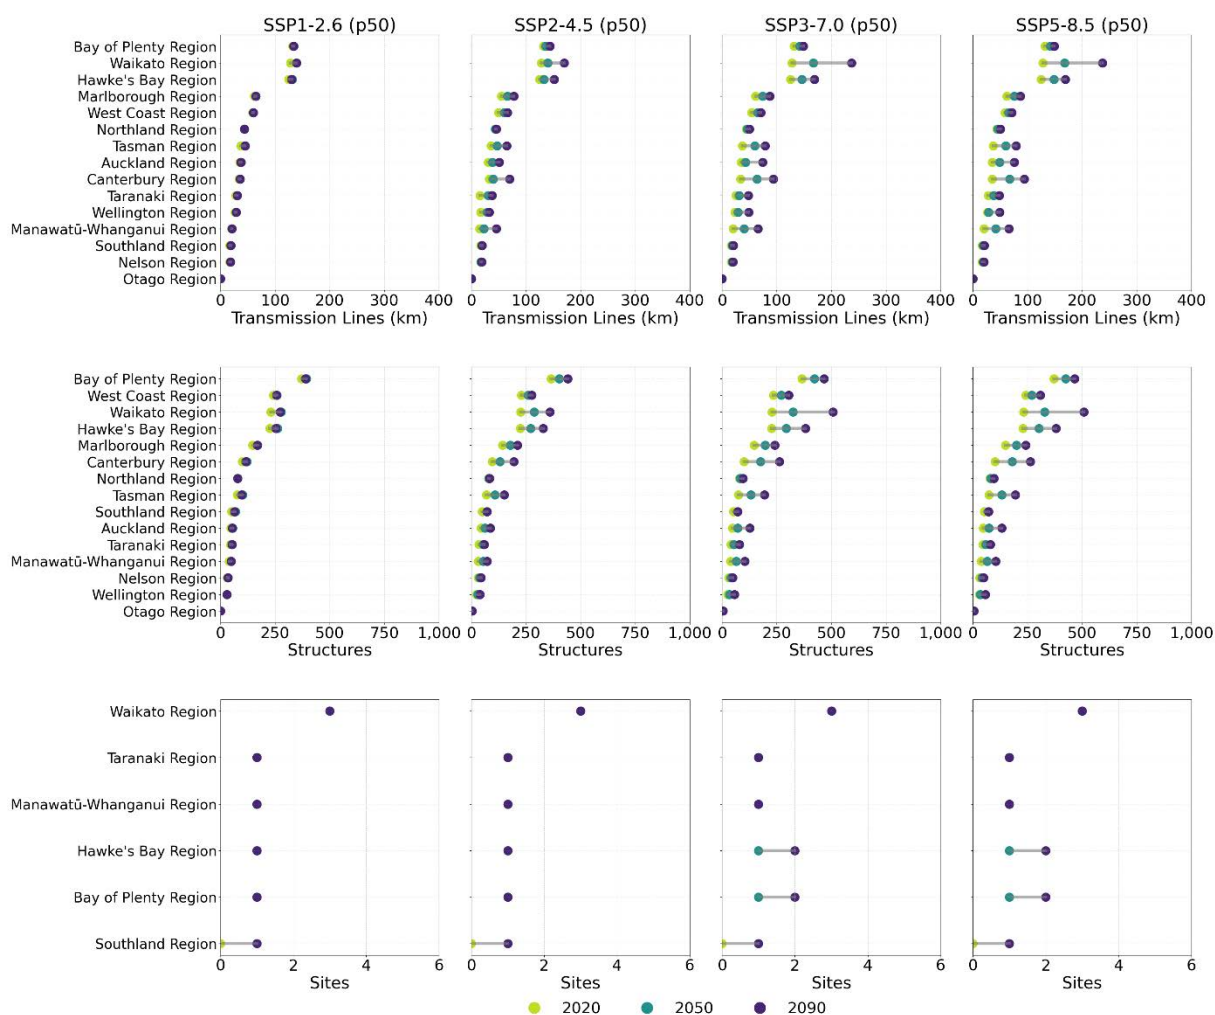 SSP1-2.6 (p50) SSP2-4.5 (p50) SSP3-7.0 (p50) SSP5-8.5 (p50)
Bay of Plenty Region
Waikato Region
Hawke's Bay Region
Marlborough Region
West Coast Region
Northland Region
Tasman Region
Auckland Region
Canterbury Region
Taranaki Region
Wellington Region
Manawatū-Whanganui Region
Southland Region
Nelson Region
Otago Region
0 100 200 300 400 0 100 200 300 400 0 100 200 300 400 0 100 200 300 400
Transmission Lines (km) Transmission Lines (km) Transmission Lines (km) Transmission Lines (km)
Bay of Plenty Region
West Coast Region
Waikato Region
Hawke's Bay Region
Marlborough Region
Canterbury Region
Northland Region
Tasman Region
Southland Region
Auckland Region
Taranaki Region
Manawatū-Whanganui Region
Nelson Region
Wellington Region
Otago Region
0 250 500 750 1,000 0 250 500 750 1,000 0 250 500 750 1,000 0 250 500 750 1,000
Structures Structures Structures Structures
Waikato Region
Taranaki Region
Manawatū-Whanganui Region
Hawke's Bay Region
Bay of Plenty Region
Southland Region
0 2 4 6 0 2 4 6 0 2 4 6 0 2 4 6
Sites Sites Sites Sites
2020 2050 2090